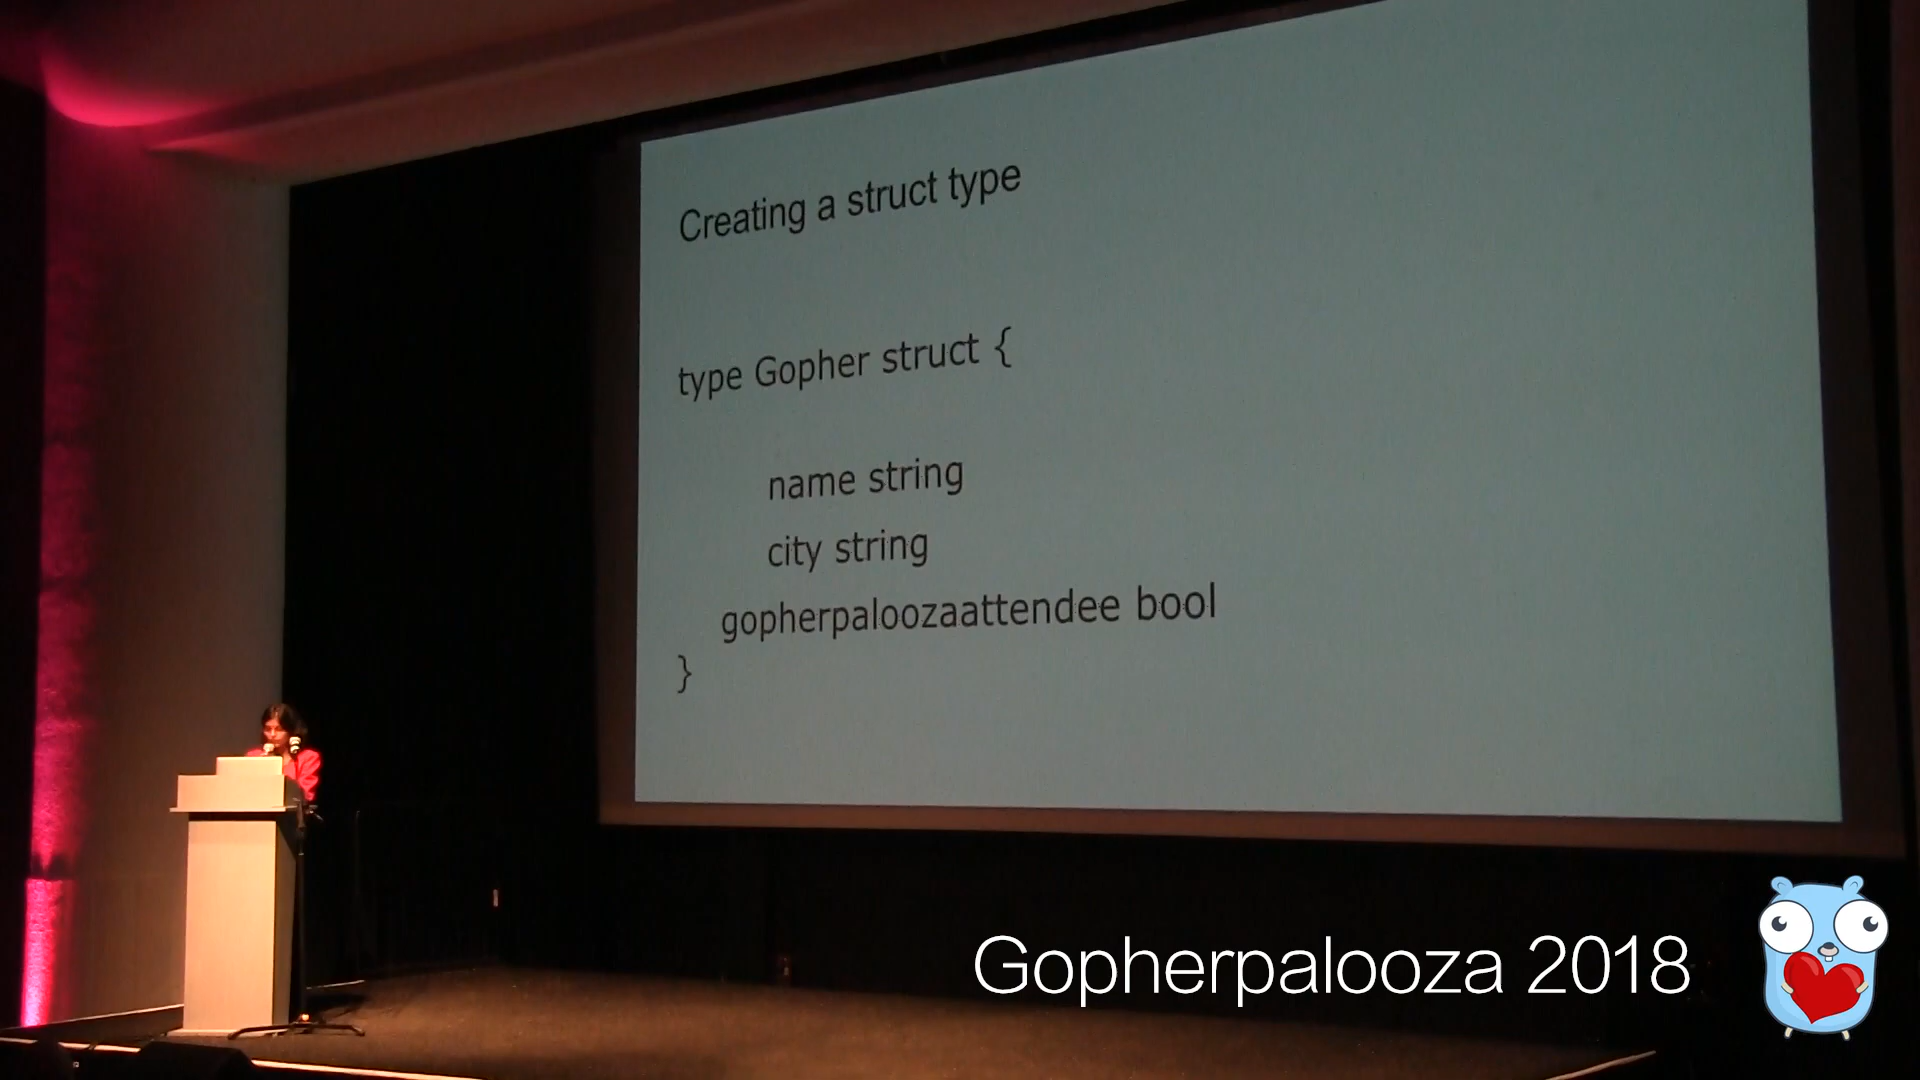 Creating a struct type
type Gopher struct {
name string
city string
gopherpaloozaattendee bool
}
Gopherpalooza 2018